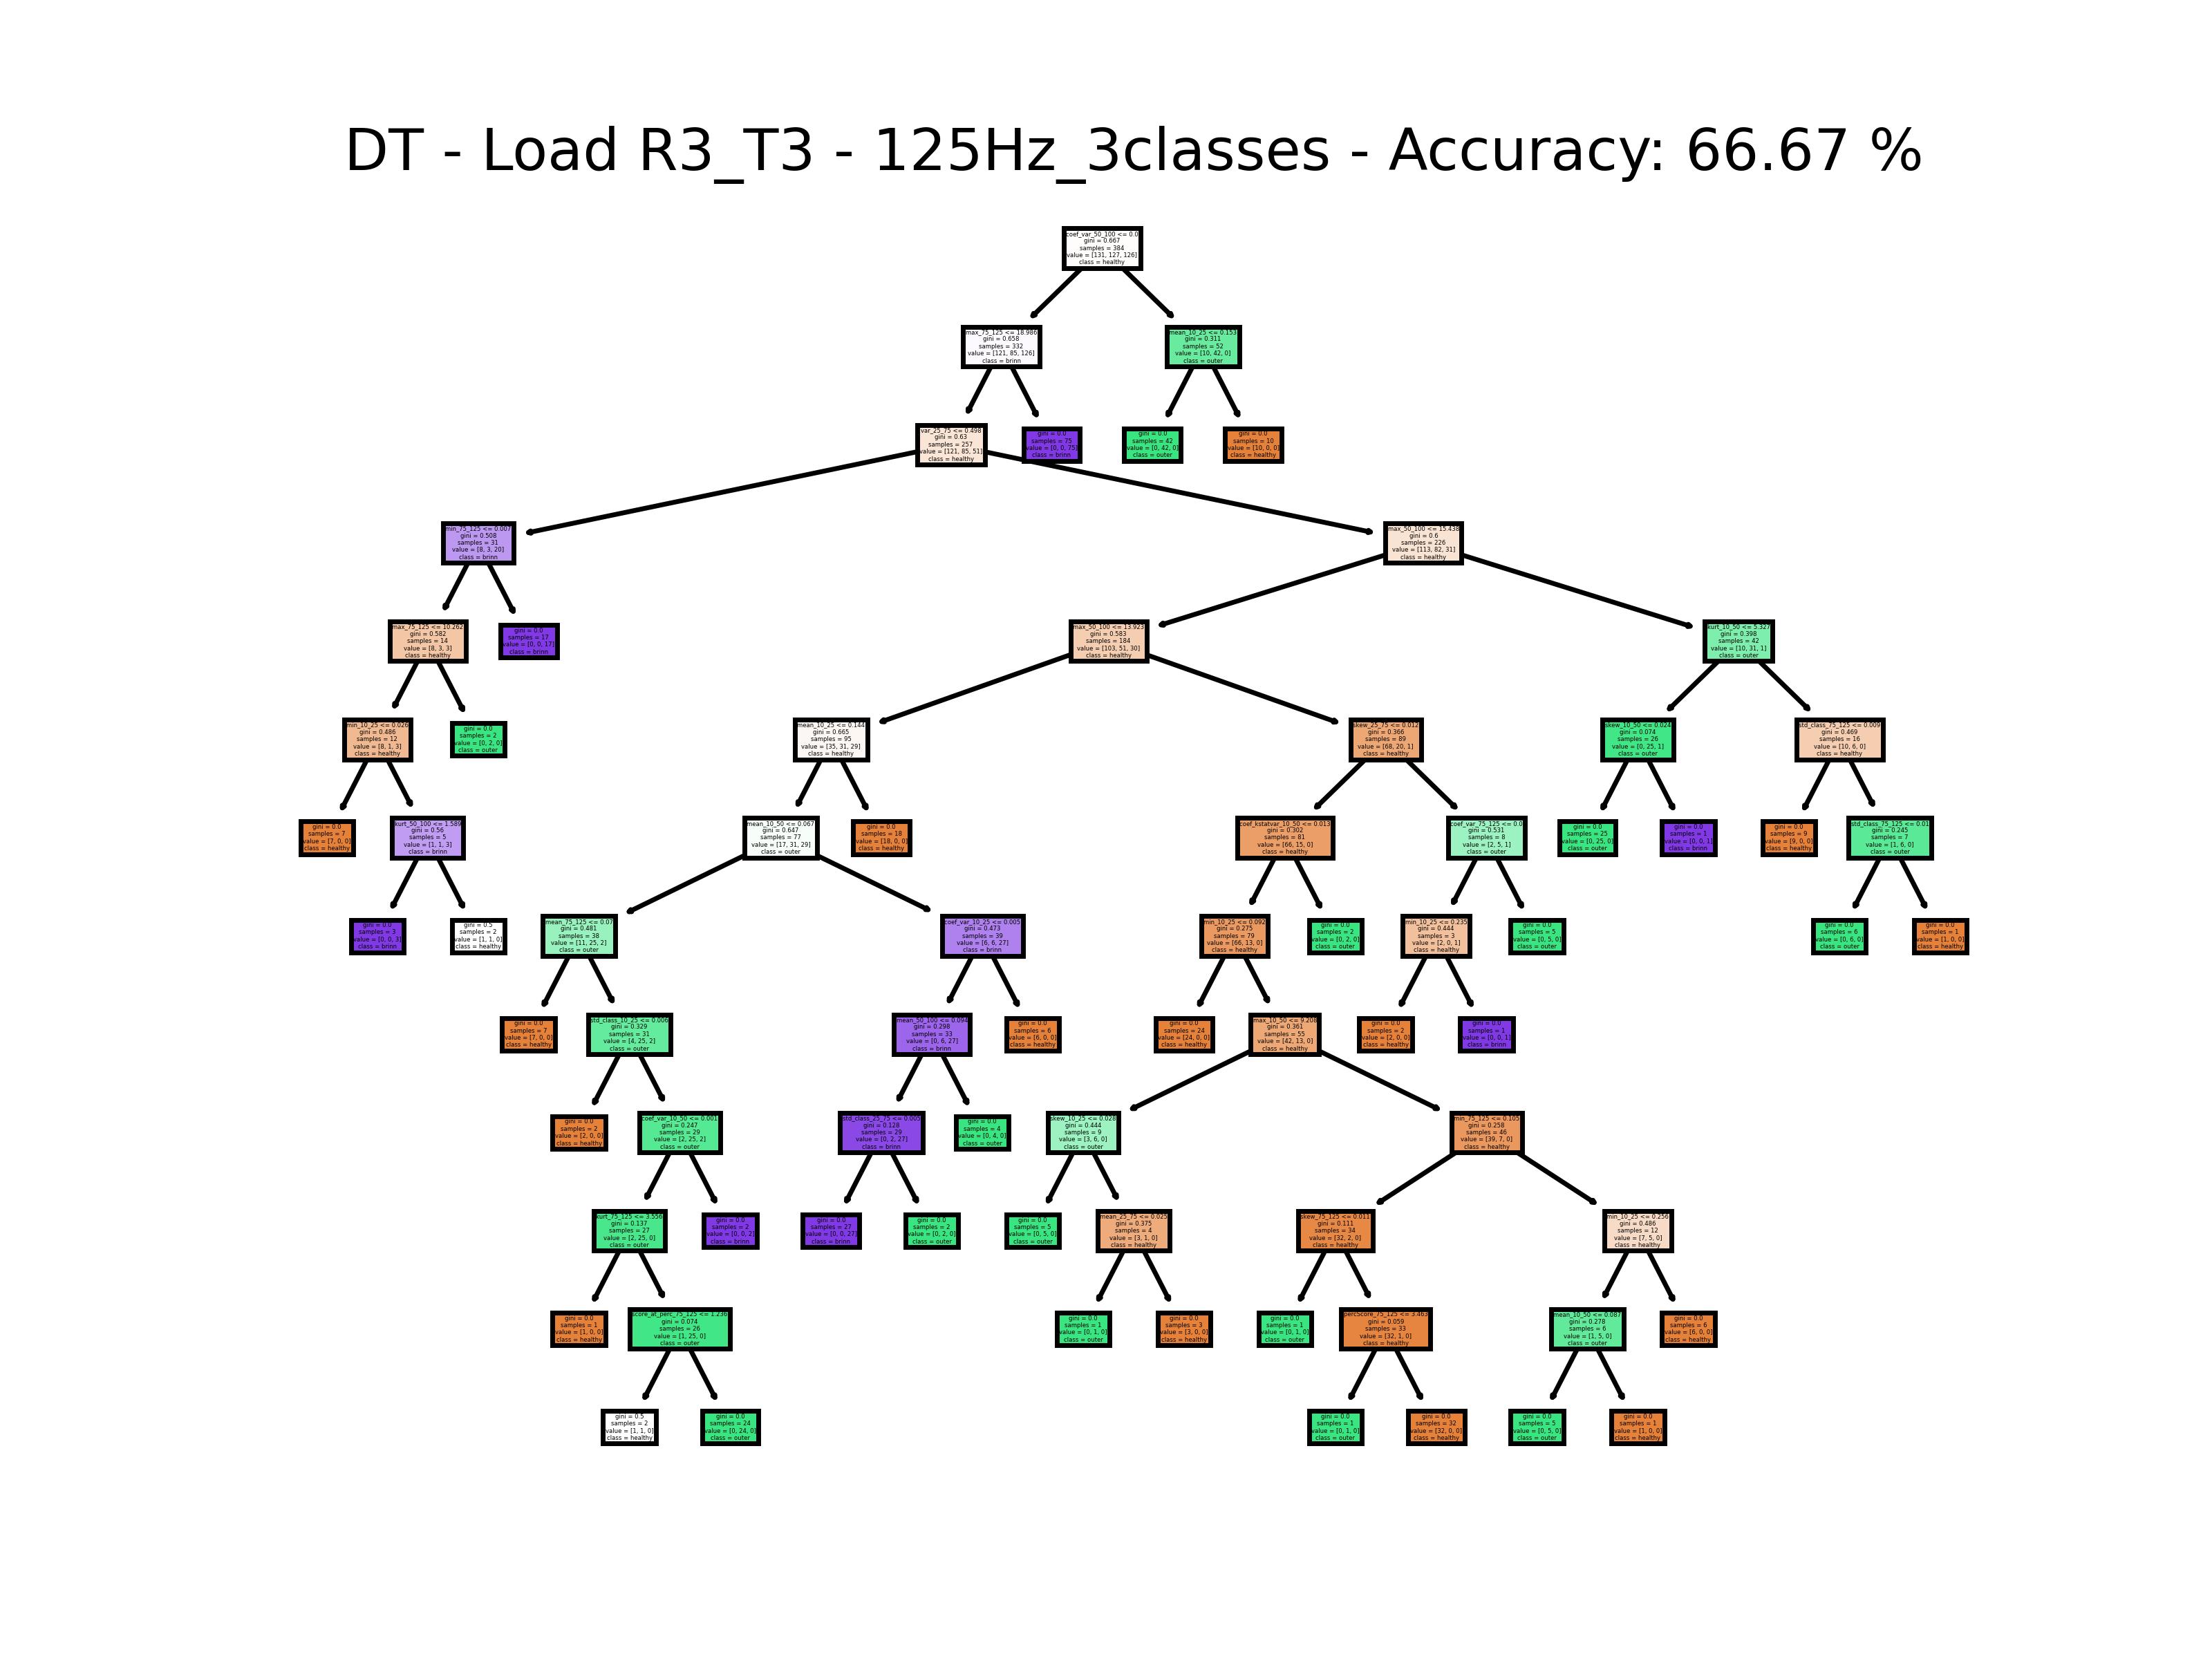 DT - Load R3_T3 - 125Hz_3classes - Accuracy: 66.67 %
coef_var_50_100 <= 0.0
gini = 0.667
samples = 384
value = [131, 127, 126]
class = healthy
max_75_125 <= 18.986
gini = 0.658
samples = 332
value = [121, 85, 126]
class = brinn
mean_10_25 <= 0.153
gini = 0.311
samples = 52
value = [10, 42, 0]
class = outer
var_25_75 <= 0.498
gini = 0.63
samples = 257
value = [121, 85, 51]
class = healthy
gini = 0.0
samples = 75
value = [0, 0, 75]
class = brinn
gini = 0.0
samples = 42
value = [0, 42, 0]
class = outer
gini = 0.0
samples = 10
value = [10, 0, 0]
class = healthy
min_75_125 <= 0.007
gini = 0.508
samples = 31
value = [8, 3, 20]
class = brinn
max_50_100 <= 15.438
gini = 0.6
samples = 226
value = [113, 82, 31]
class = healthy
max_75_125 <= 10.262
gini = 0.582
samples = 14
value = [8, 3, 3]
class = healthy
gini = 0.0
samples = 17
value = [0, 0, 17]
class = brinn
max_50_100 <= 13.923
gini = 0.583
samples = 184
value = [103, 51, 30]
class = healthy
kurt_10_50 <= 5.327
gini = 0.398
samples = 42
value = [10, 31, 1]
class = outer
min_10_25 <= 0.026
gini = 0.486
samples = 12
value = [8, 1, 3]
class = healthy
gini = 0.0
samples = 2
value = [0, 2, 0]
class = outer
mean_10_25 <= 0.144
gini = 0.665
samples = 95
value = [35, 31, 29]
class = healthy
skew_25_75 <= 0.012
gini = 0.366
samples = 89
value = [68, 20, 1]
class = healthy
skew_10_50 <= 0.024
gini = 0.074
samples = 26
value = [0, 25, 1]
class = outer
std_class_75_125 <= 0.009
gini = 0.469
samples = 16
value = [10, 6, 0]
class = healthy
gini = 0.0
samples = 7
value = [7, 0, 0]
class = healthy
kurt_50_100 <= 1.589
gini = 0.56
samples = 5
value = [1, 1, 3]
class = brinn
mean_10_50 <= 0.067
gini = 0.647
samples = 77
value = [17, 31, 29]
class = outer
gini = 0.0
samples = 18
value = [18, 0, 0]
class = healthy
coef_kstatvar_10_50 <= 0.013
gini = 0.302
samples = 81
value = [66, 15, 0]
class = healthy
coef_var_75_125 <= 0.0
gini = 0.531
samples = 8
value = [2, 5, 1]
class = outer
gini = 0.0
samples = 25
value = [0, 25, 0]
class = outer
gini = 0.0
samples = 1
value = [0, 0, 1]
class = brinn
gini = 0.0
samples = 9
value = [9, 0, 0]
class = healthy
std_class_75_125 <= 0.01
gini = 0.245
samples = 7
value = [1, 6, 0]
class = outer
gini = 0.0
samples = 3
value = [0, 0, 3]
class = brinn
gini = 0.5
samples = 2
value = [1, 1, 0]
class = healthy
mean_75_125 <= 0.07
gini = 0.481
samples = 38
value = [11, 25, 2]
class = outer
coef_var_10_25 <= 0.005
gini = 0.473
samples = 39
value = [6, 6, 27]
class = brinn
min_10_25 <= 0.092
gini = 0.275
samples = 79
value = [66, 13, 0]
class = healthy
gini = 0.0
samples = 2
value = [0, 2, 0]
class = outer
min_10_25 <= 0.235
gini = 0.444
samples = 3
value = [2, 0, 1]
class = healthy
gini = 0.0
samples = 5
value = [0, 5, 0]
class = outer
gini = 0.0
samples = 6
value = [0, 6, 0]
class = outer
gini = 0.0
samples = 1
value = [1, 0, 0]
class = healthy
gini = 0.0
samples = 7
value = [7, 0, 0]
class = healthy
std_class_10_25 <= 0.006
gini = 0.329
samples = 31
value = [4, 25, 2]
class = outer
mean_50_100 <= 0.094
gini = 0.298
samples = 33
value = [0, 6, 27]
class = brinn
gini = 0.0
samples = 6
value = [6, 0, 0]
class = healthy
gini = 0.0
samples = 24
value = [24, 0, 0]
class = healthy
max_10_50 <= 9.208
gini = 0.361
samples = 55
value = [42, 13, 0]
class = healthy
gini = 0.0
samples = 2
value = [2, 0, 0]
class = healthy
gini = 0.0
samples = 1
value = [0, 0, 1]
class = brinn
gini = 0.0
samples = 2
value = [2, 0, 0]
class = healthy
coef_var_10_50 <= 0.001
gini = 0.247
samples = 29
value = [2, 25, 2]
class = outer
std_class_25_75 <= 0.005
gini = 0.128
samples = 29
value = [0, 2, 27]
class = brinn
gini = 0.0
samples = 4
value = [0, 4, 0]
class = outer
skew_10_25 <= 0.028
gini = 0.444
samples = 9
value = [3, 6, 0]
class = outer
min_75_125 <= 0.105
gini = 0.258
samples = 46
value = [39, 7, 0]
class = healthy
kurt_75_125 <= 3.556
gini = 0.137
samples = 27
value = [2, 25, 0]
class = outer
gini = 0.0
samples = 2
value = [0, 0, 2]
class = brinn
gini = 0.0
samples = 27
value = [0, 0, 27]
class = brinn
gini = 0.0
samples = 2
value = [0, 2, 0]
class = outer
gini = 0.0
samples = 5
value = [0, 5, 0]
class = outer
mean_25_75 <= 0.025
gini = 0.375
samples = 4
value = [3, 1, 0]
class = healthy
skew_75_125 <= 0.011
gini = 0.111
samples = 34
value = [32, 2, 0]
class = healthy
min_10_25 <= 0.256
gini = 0.486
samples = 12
value = [7, 5, 0]
class = healthy
gini = 0.0
samples = 1
value = [1, 0, 0]
class = healthy
score_at_perc_75_125 <= 1.236
gini = 0.074
samples = 26
value = [1, 25, 0]
class = outer
gini = 0.0
samples = 1
value = [0, 1, 0]
class = outer
gini = 0.0
samples = 3
value = [3, 0, 0]
class = healthy
gini = 0.0
samples = 1
value = [0, 1, 0]
class = outer
percScore_75_125 <= 3.463
gini = 0.059
samples = 33
value = [32, 1, 0]
class = healthy
mean_10_50 <= 0.087
gini = 0.278
samples = 6
value = [1, 5, 0]
class = outer
gini = 0.0
samples = 6
value = [6, 0, 0]
class = healthy
gini = 0.5
samples = 2
value = [1, 1, 0]
class = healthy
gini = 0.0
samples = 24
value = [0, 24, 0]
class = outer
gini = 0.0
samples = 1
value = [0, 1, 0]
class = outer
gini = 0.0
samples = 32
value = [32, 0, 0]
class = healthy
gini = 0.0
samples = 5
value = [0, 5, 0]
class = outer
gini = 0.0
samples = 1
value = [1, 0, 0]
class = healthy